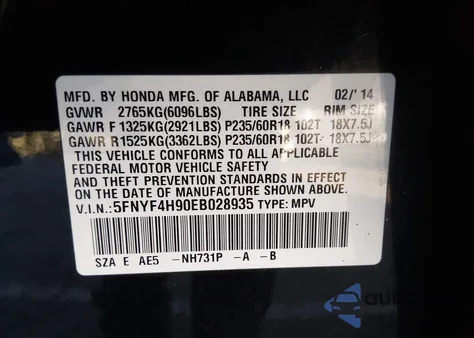 MFD. BY HONDA MFG. OF ALABAMA, LLC 02/'14
GVWR 2765KG(6096LBS) TIRE SIZE RIM SIZE
GAWR F 1325KG(2921LBS) P235/60R18 102T 18X7.5J
GAWR R1525KG(3362LBS) P235/60R18 102T 18X7.5J
THIS VEHICLE CONFORMS TO ALL APPLICABLE
FEDERAL MOTOR VEHICLE SAFETY, BUMPER,
AND THEFT PREVENTION STANDARDS IN EFFECT
ON THE DATE OF MANUFACTURE SHOWN ABOVE.
V.I.N.: 5FNYF4H90EB028935 TYPE: MPV
SZA E AE5 -NH731P -A -B